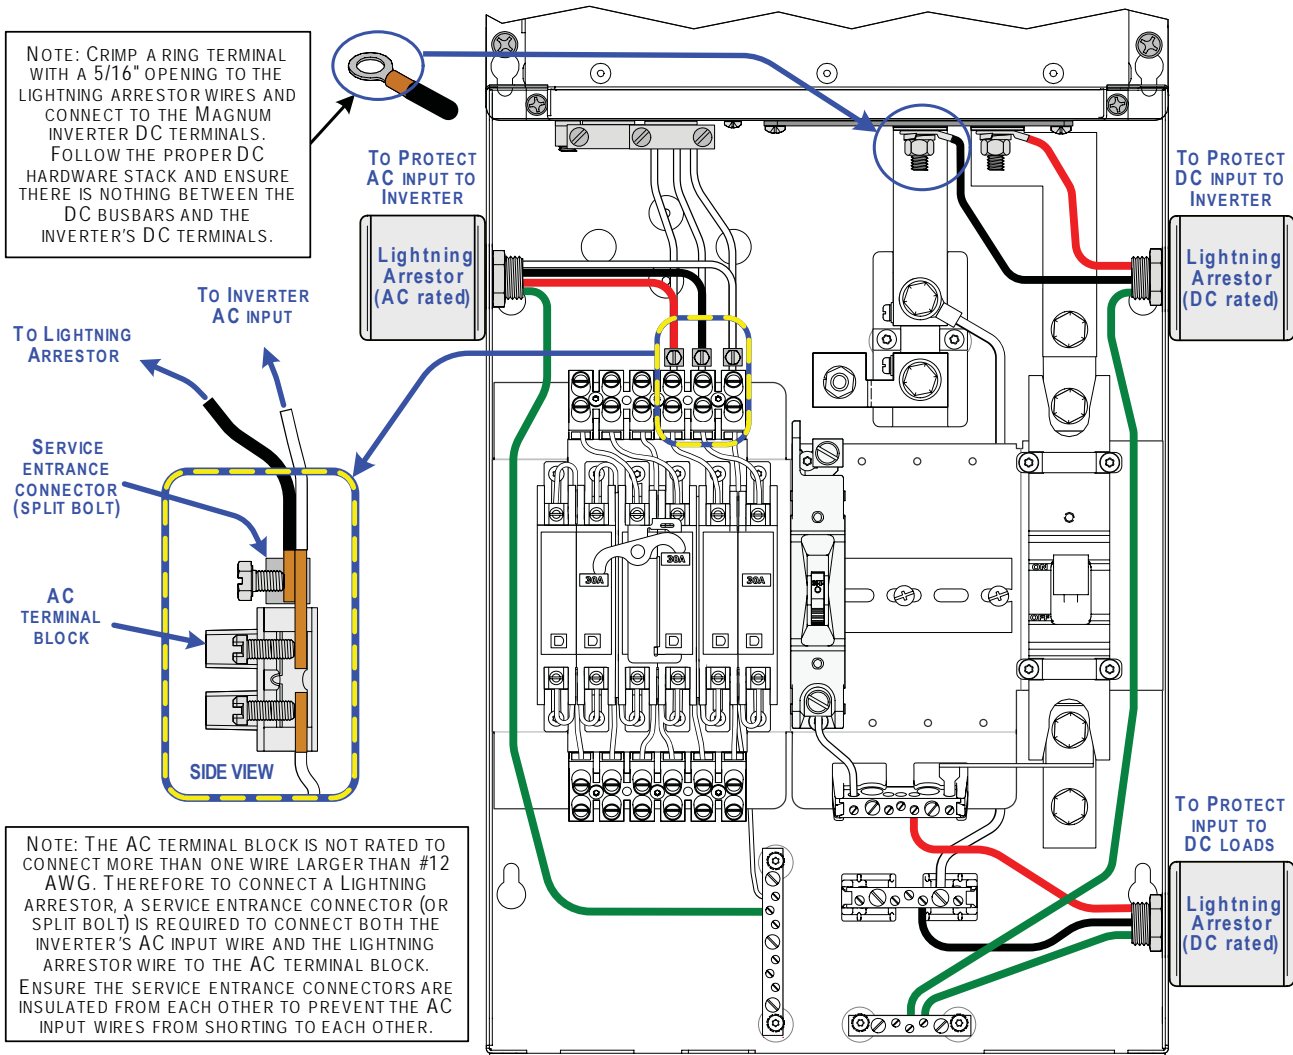 NOTE: CRIMP A RING TERMINAL
WITH A 5/16" OPENING TO THE
LIGHTNING ARRESTOR WIRES AND
CONNECT TO THE MAGNUM
INVERTER DC TERMINALS.
FOLLOW THE PROPER DC
HARDWARE STACK AND ENSURE
THERE IS NOTHING BETWEEN THE
DC BUSBARS AND THE
INVERTER'S DC TERMINALS.
TO PROTECT
AC INPUT TO
INVERTER
Lightning
Arrestor
(AC rated)
TO PROTECT
DC INPUT TO
INVERTER
Lightning
Arrestor
(DC rated)
TO INVERTER
AC INPUT
TO LIGHTNING
ARRESTOR
SERVICE
ENTRANCE
CONNECTOR
(SPLIT BOLT)
AC
TERMINAL
BLOCK
SIDE VIEW
30A
30A
30A
ON
OFF
TO PROTECT
INPUT TO
DC LOADS
Lightning
Arrestor
(DC rated)
NOTE: THE AC TERMINAL BLOCK IS NOT RATED TO
CONNECT MORE THAN ONE WIRE LARGER THAN #12
AWG. THEREFORE TO CONNECT A LIGHTNING
ARRESTOR, A SERVICE ENTRANCE CONNECTOR (OR
SPLIT BOLT) IS REQUIRED TO CONNECT BOTH THE
INVERTER'S AC INPUT WIRE AND THE LIGHTNING
ARRESTOR WIRE TO THE AC TERMINAL BLOCK.
ENSURE THE SERVICE ENTRANCE CONNECTORS ARE
INSULATED FROM EACH OTHER TO PREVENT THE AC
INPUT WIRES FROM SHORTING TO EACH OTHER.